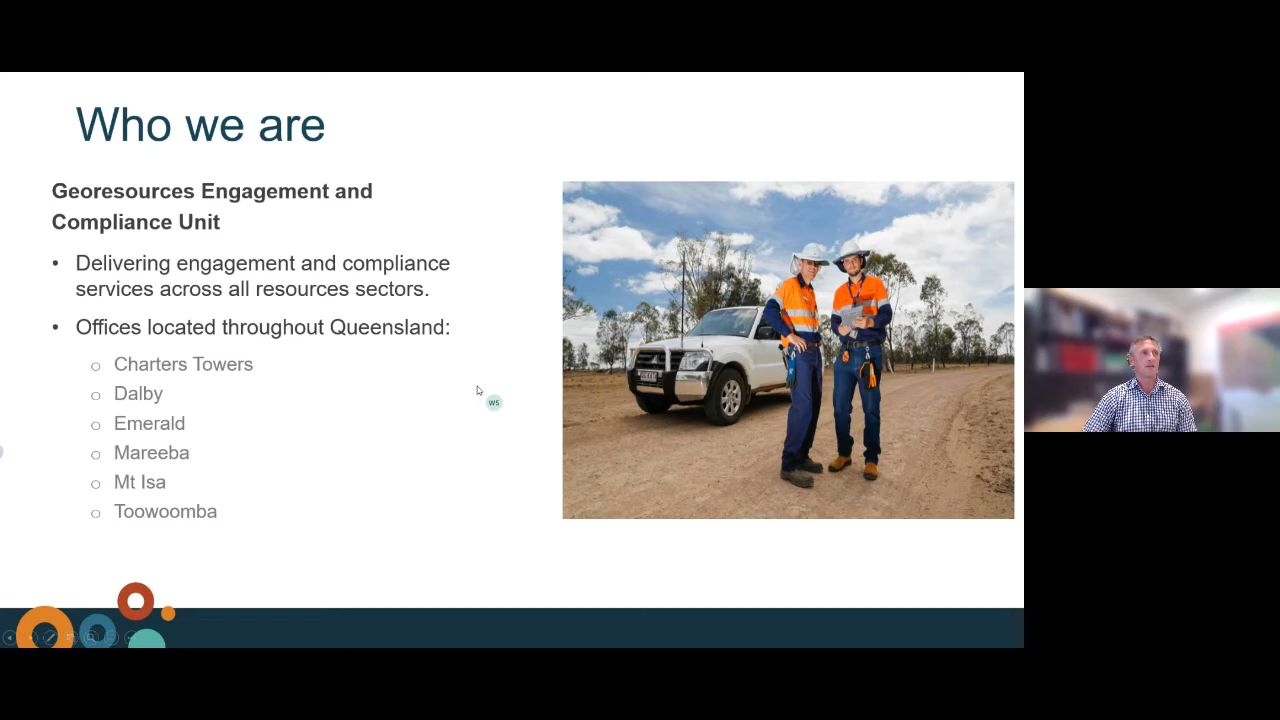 Who we are
Georesources Engagement and
Compliance Unit
• Delivering engagement and compliance
services across all resources sectors.
• Offices located throughout Queensland:
○ Charters Towers
○ Dalby
○ Emerald
○ Mareeba
○ Mt Isa
○ Toowoomba
WS